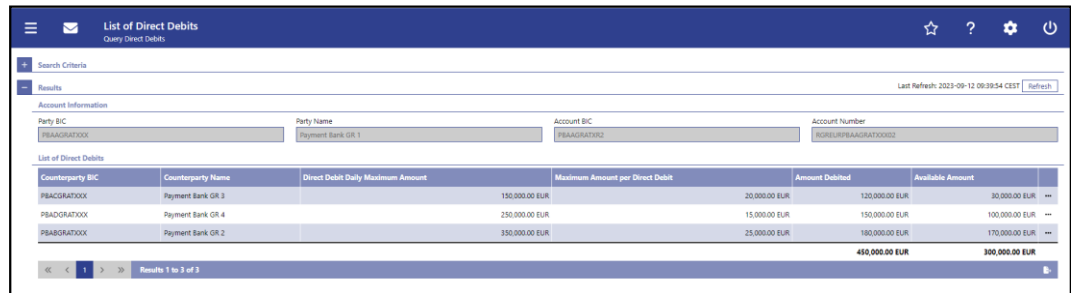 List of Direct Debits
Query Direct Debits
Search Criteria
Results Last Refresh: 2023-09-12 09:39:54 CEST Refresh
Account Information
Party BIC Party Name Account BIC Account Number
PBAAGRATXXX Payment Bank GR 1 PBAAGRATXR2 RGREURPBAAGRATXXX02
List of Direct Debits
Counterparty BIC Counterparty Name Direct Debit Daily Maximum Amount Maximum Amount per Direct Debit Amount Debited Available Amount
PBACGRATXXX Payment Bank GR 3 150,000.00 EUR 20,000.00 EUR 120,000.00 EUR 30,000.00 EUR
PBADGRATXXX Payment Bank GR 4 250,000.00 EUR 15,000.00 EUR 150,000.00 EUR 100,000.00 EUR
PBABGRATXXX Payment Bank GR 2 350,000.00 EUR 25,000.00 EUR 180,000.00 EUR 170,000.00 EUR
450,000.00 EUR 300,000.00 EUR
1 Results 1 to 3 of 3